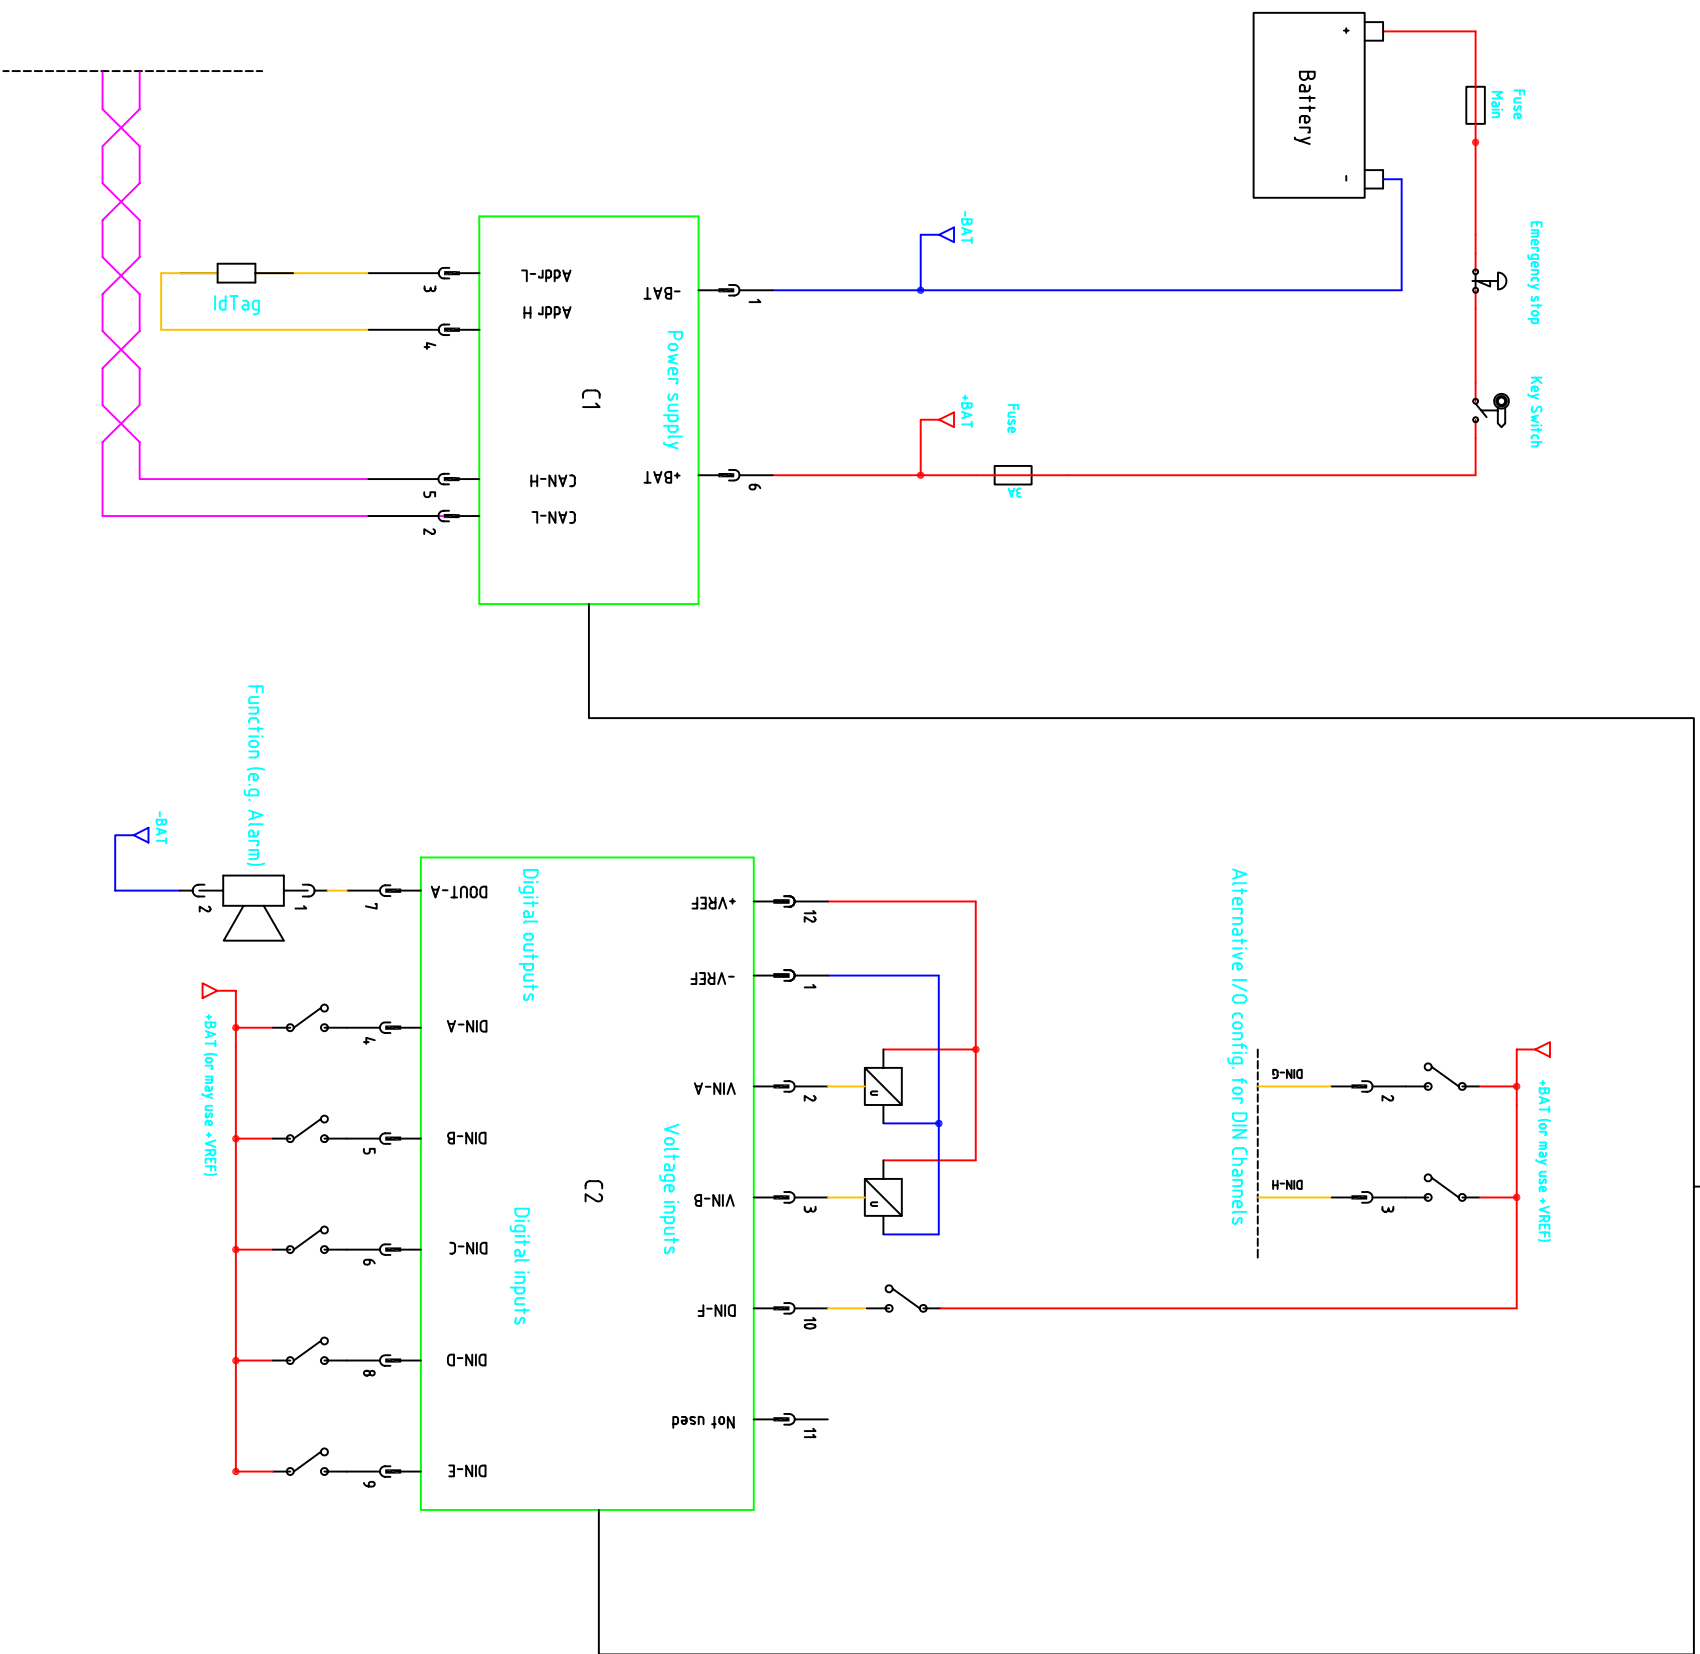 Battery
+
-
Fuse
Main
Emergency stop
Key Switch
Fuse
3A
-BAT
+BAT
Power supply
C1
-BAT
1
+BAT
6
Addr-L
3
Addr H
4
CAN-H
5
CAN-L
2
IdTag
Function (e.g. Alarm)
-BAT
2
1
7
DOUT-A
Digital outputs
+BAT (or may use +VREF)
4
DIN-A
5
DIN-B
6
DIN-C
8
DIN-D
9
DIN-E
Digital inputs
C2
Voltage inputs
+VREF
12
-VREF
1
VIN-A
2
U
VIN-B
3
U
DIN-F
10
Not used
11
Alternative I/O config. for DIN Channels
DIN-G
2
DIN-H
3
+BAT (or may use +VREF)